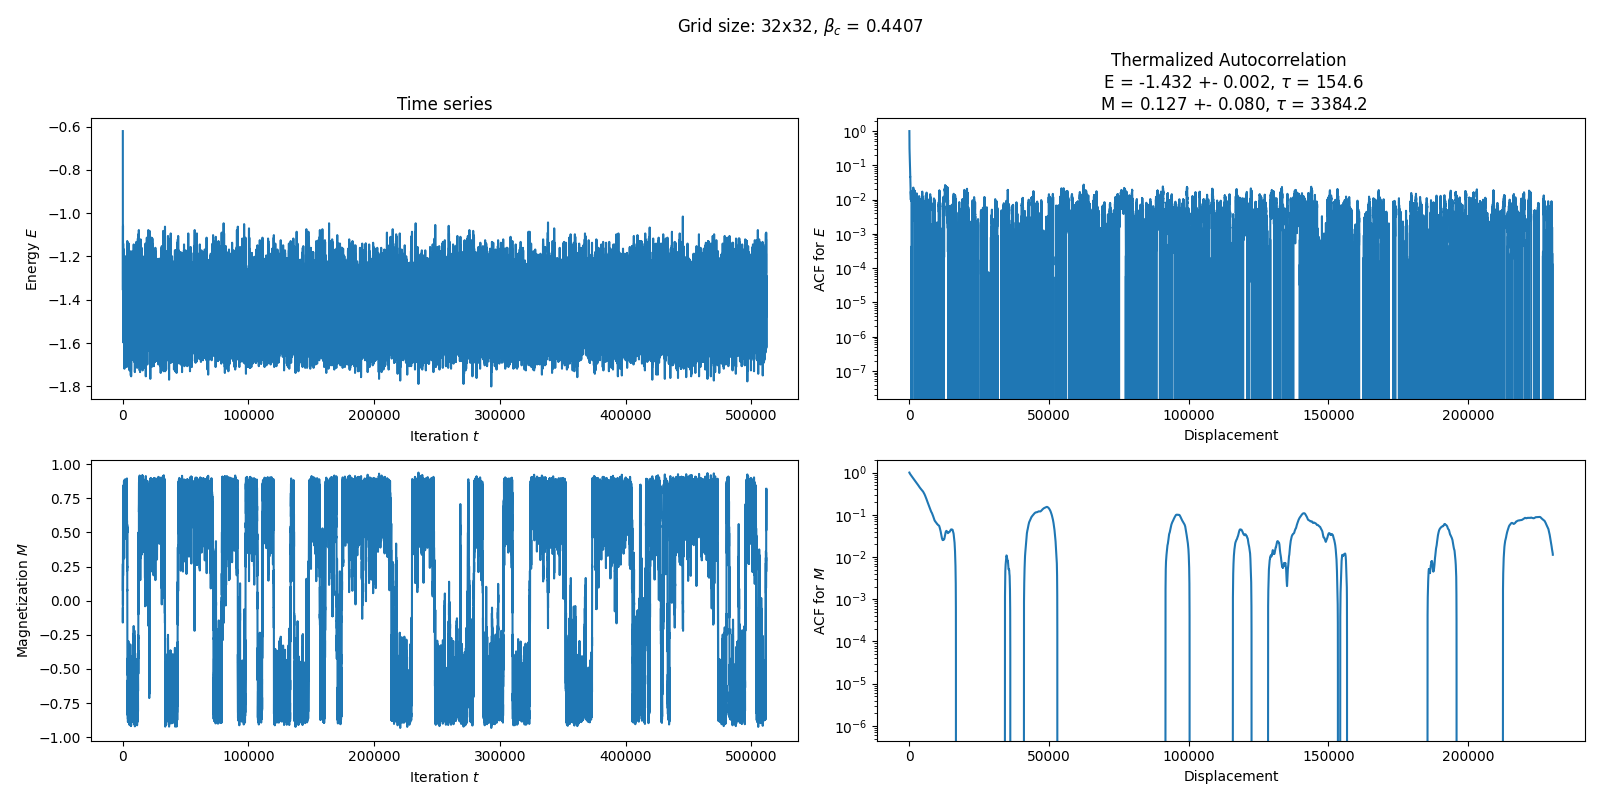 Grid size: 32x32, β_c = 0.4407
Time series
Thermalized Autocorrelation
E = -1.432 +- 0.002, τ = 154.6
M = 0.127 +- 0.080, τ = 3384.2
Energy E
−0.6
−0.8
−1.0
−1.2
−1.4
−1.6
−1.8
0 100000 200000 300000 400000 500000
Iteration t
ACF for E
10^0
10^−1
10^−2
10^−3
10^−4
10^−5
10^−6
10^−7
0 50000 100000 150000 200000
Displacement
Magnetization M
1.00
0.75
0.50
0.25
0.00
−0.25
−0.50
−0.75
−1.00
0 100000 200000 300000 400000 500000
Iteration t
ACF for M
10^0
10^−1
10^−2
10^−3
10^−4
10^−5
10^−6
0 50000 100000 150000 200000
Displacement